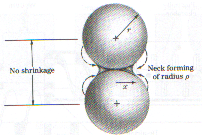 r
No shrinkage
Neck forming
of radius ρ
x